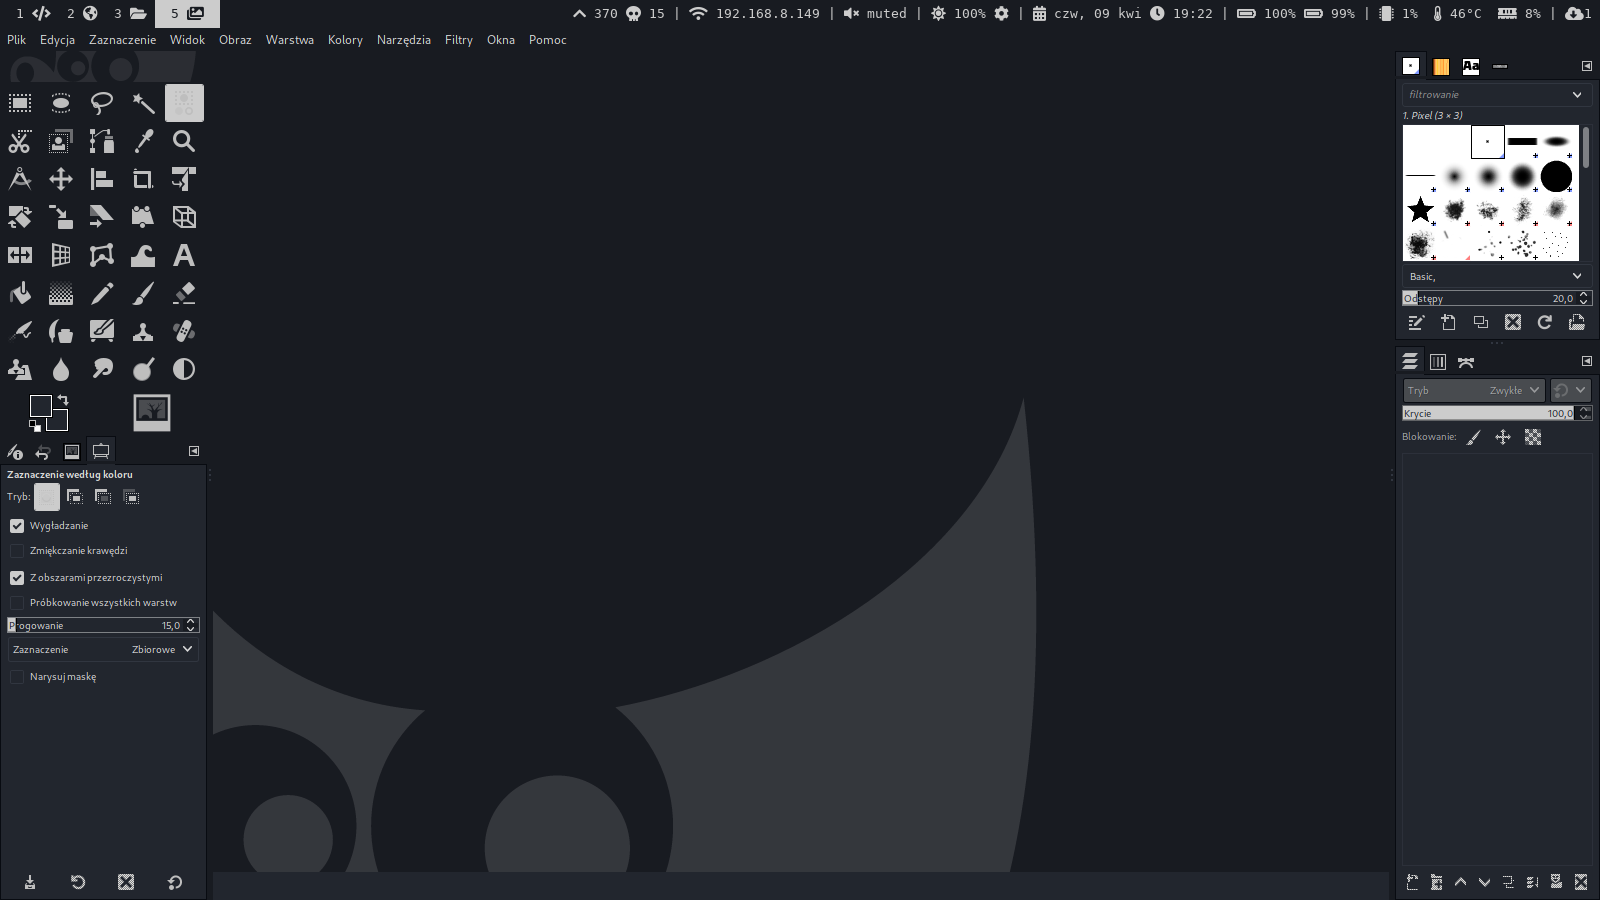 1 2 3 5 370 15 | 192.168.8.149 | muted | 100% | czw, 09 kwi 19:22 | 100% 99% | 1% 46°C 8% | 1
Plik Edycja Zaznaczenie Widok Obraz Warstwa Kolory Narzędzia Filtry Okna Pomoc
Aa
filtrowanie
1. Pixel (3 × 3)
Basic,
Odstępy 20,0
Tryb Zwykłe
Krycie 100,0
Blokowanie:
Zaznaczenie według koloru
Tryb:
Wygładzanie
Zmiękczanie krawędzi
Z obszarami przezroczystymi
Próbkowanie wszystkich warstw
Progowanie 15,0
Zaznaczenie Zbiorowe
Narysuj maskę